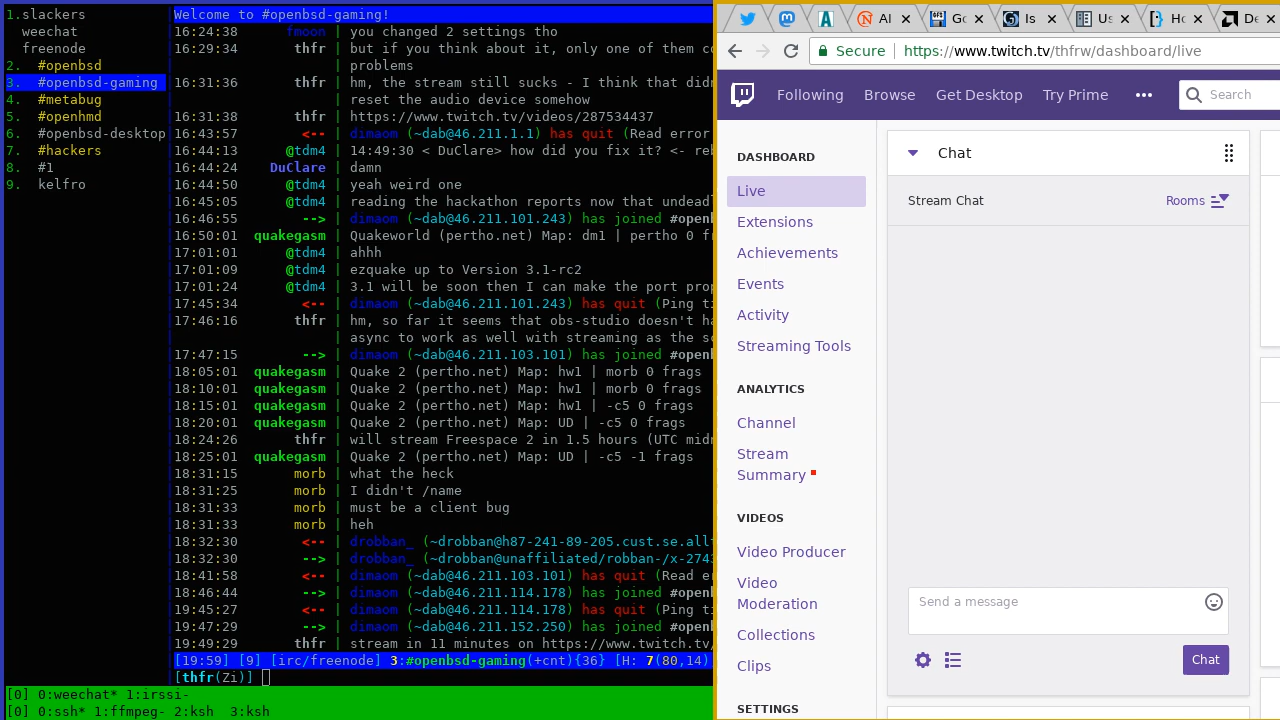 1.slackers
weechat
freenode
2. #openbsd
3. #openbsd-gaming
4. #metabug
5. #openhmd
6. #openbsd-desktop
7. #hackers
8. #1
9. kelfro
Welcome to #openbsd-gaming!
16:24:38 fmoon | you changed 2 settings tho
16:29:34 thfr | but if you think about it, only one of them
| problems
16:31:36 thfr | hm, the stream still sucks - I think that
| reset the audio device somehow
16:31:38 thfr | https://www.twitch.tv/videos/287534437
16:43:57 <-- | dimaom (~dab@46.211.1.1) has quit (Read error
16:44:13 @tdm4 | 14:49:30 < DuClare> how did you fix it? <-
16:44:24 DuClare | damn
16:44:50 @tdm4 | yeah weird one
16:45:05 @tdm4 | reading the hackathon reports now that
16:46:55 --> | dimaom (~dab@46.211.101.243) has joined
16:50:01 quakegasm | Quakeworld (pertho.net) Map: dm1 | pertho 0
17:01:01 @tdm4 | ahhh
17:01:09 @tdm4 | ezquake up to Version 3.1-rc2
17:01:24 @tdm4 | 3.1 will be soon then I can make the port
17:45:34 <-- | dimaom (~dab@46.211.101.243) has quit (Ping
17:46:16 thfr | hm, so far it seems that obs-studio doesn't
| async to work as well with streaming as the
17:47:15 --> | dimaom (~dab@46.211.103.101) has joined
18:05:01 quakegasm | Quake 2 (pertho.net) Map: hw1 | morb 0 frags
18:10:01 quakegasm | Quake 2 (pertho.net) Map: hw1 | morb 0 frags
18:15:01 quakegasm | Quake 2 (pertho.net) Map: hw1 | -c5 0 frags
18:20:01 quakegasm | Quake 2 (pertho.net) Map: UD | -c5 0 frags
18:24:26 thfr | will stream Freespace 2 in 1.5 hours (UTC
18:25:01 quakegasm | Quake 2 (pertho.net) Map: UD | -c5 -1 frags
18:31:15 morb | what the heck
18:31:25 morb | I didn't /name
18:31:33 morb | must be a client bug
18:31:33 morb | heh
18:32:30 <-- | drobban_ (~drobban@h87-241-89-205.cust.se.
18:32:30 --> | drobban_ (~drobban@unaffiliated/robban-/x-2743
18:41:58 <-- | dimaom (~dab@46.211.103.101) has quit (Read
18:46:44 --> | dimaom (~dab@46.211.114.178) has joined
19:45:27 <-- | dimaom (~dab@46.211.114.178) has quit (Ping
19:47:29 --> | dimaom (~dab@46.211.152.250) has joined
19:49:29 thfr | stream in 11 minutes on https://www.twitch.tv/
[19:59] [9] [irc/freenode] 3:#openbsd-gaming(+cnt){36} [H: 7(80,14)
[thfr(Zi)]
[0] 0:weechat* 1:irssi-
[0] 0:ssh* 1:ffmpeg- 2:ksh 3:ksh
AI
Is
Secure https://www.twitch.tv/thfrw/dashboard/live
Following Browse Get Desktop Try Prime Search
DASHBOARD
Live
Extensions
Achievements
Events
Activity
Streaming Tools
ANALYTICS
Channel
Stream
Summary
VIDEOS
Video Producer
Video
Moderation
Collections
Clips
SETTINGS
Chat
Stream Chat Rooms
Send a message
Chat